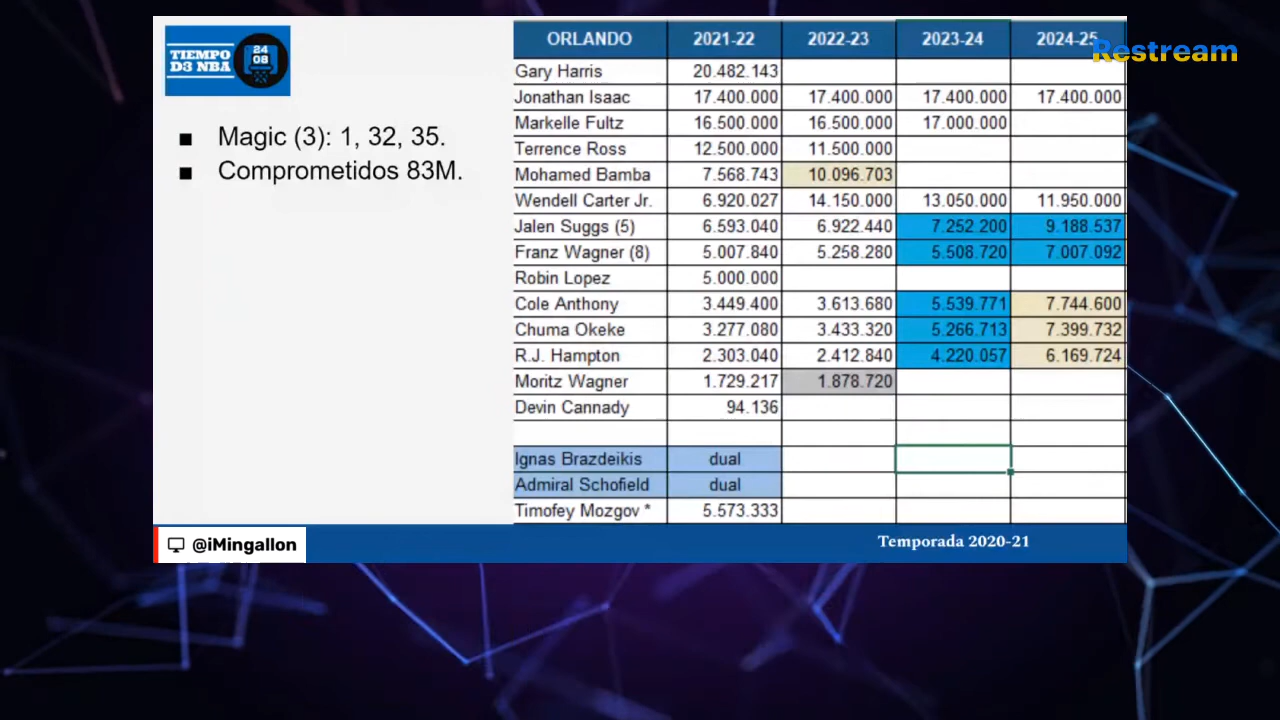 TIEMPO
D3 NBA
24
08
Restream
■ Magic (3): 1, 32, 35.
■ Comprometidos 83M.
ORLANDO 2021-22 2022-23 2023-24 2024-25
Gary Harris 20.482.143
Jonathan Isaac 17.400.000 17.400.000 17.400.000 17.400.000
Markelle Fultz 16.500.000 16.500.000 17.000.000
Terrence Ross 12.500.000 11.500.000
Mohamed Bamba 7.568.743 10.096.703
Wendell Carter Jr. 6.920.027 14.150.000 13.050.000 11.950.000
Jalen Suggs (5) 6.593.040 6.922.440 7.252.200 9.188.537
Franz Wagner (8) 5.007.840 5.258.280 5.508.720 7.007.092
Robin Lopez 5.000.000
Cole Anthony 3.449.400 3.613.680 5.539.771 7.744.600
Chuma Okeke 3.277.080 3.433.320 5.266.713 7.399.732
R.J. Hampton 2.303.040 2.412.840 4.220.057 6.169.724
Moritz Wagner 1.729.217 1.878.720
Devin Cannady 94.136
Ignas Brazdeikis dual
Admiral Schofield dual
Timofey Mozgov * 5.573.333
@iMingallon
Temporada 2020-21